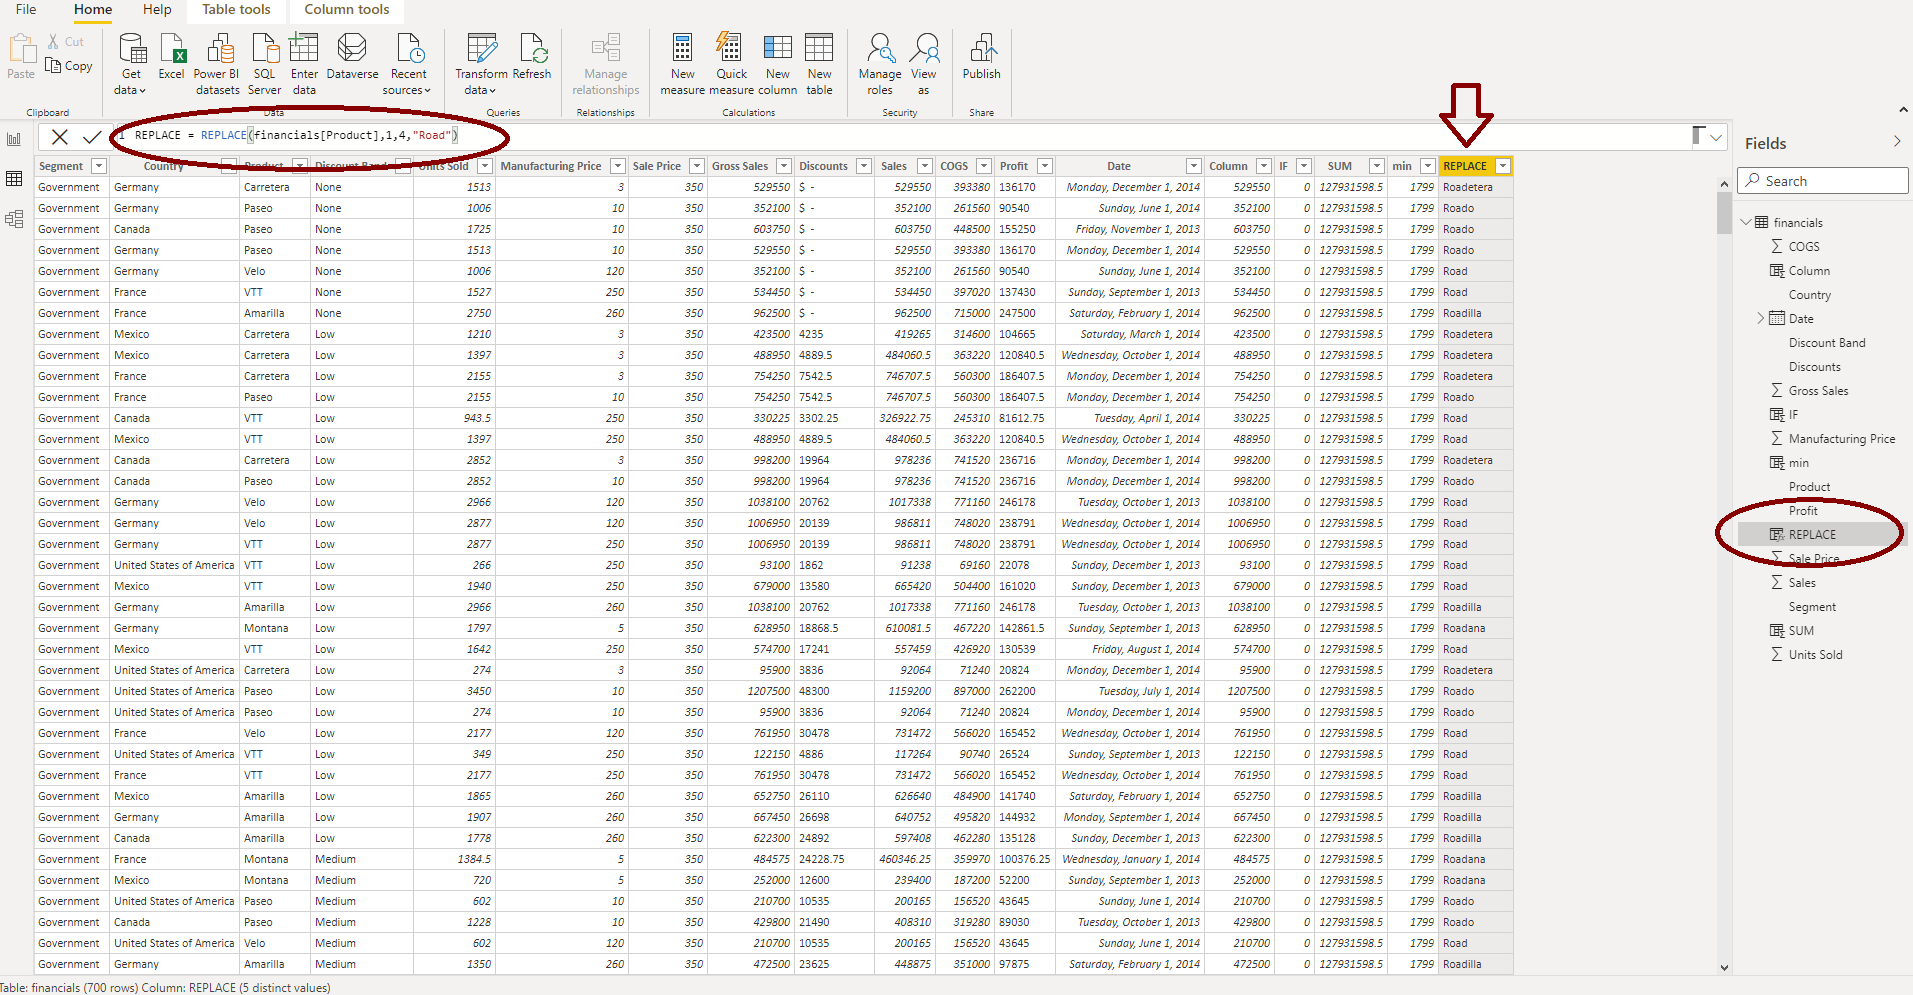 File Home Help Table tools Column tools
Paste Cut Copy Get data Excel Power BI datasets SQL Server Enter data Dataverse Recent sources Transform data Refresh Manage relationships New measure Quick measure New column New table Manage roles View as Publish
Clipboard Data Queries Relationships Calculations Security Share
1 REPLACE = REPLACE(financials[Product],1,4,"Road")
Segment Country Product Discount Band Units Sold Manufacturing Price Sale Price Gross Sales Discounts Sales COGS Profit Date Column IF SUM min REPLACE
Government Germany Carretera None 1513 3 350 529550 $ - 529550 393380 136170 Monday, December 1, 2014 529550 0 127931598.5 1799 Roadetera
Government Germany Paseo None 1006 10 350 352100 $ - 352100 261560 90540 Sunday, June 1, 2014 352100 0 127931598.5 1799 Roado
Government Canada Paseo None 1725 10 350 603750 $ - 603750 448500 155250 Friday, November 1, 2013 603750 0 127931598.5 1799 Roado
Government Germany Paseo None 1513 10 350 529550 $ - 529550 393380 136170 Monday, December 1, 2014 529550 0 127931598.5 1799 Roado
Government Germany Velo None 1006 120 350 352100 $ - 352100 261560 90540 Sunday, June 1, 2014 352100 0 127931598.5 1799 Road
Government France VTT None 1527 250 350 534450 $ - 534450 397020 137430 Sunday, September 1, 2013 534450 0 127931598.5 1799 Road
Government France Amarilla None 2750 260 350 962500 $ - 962500 715000 247500 Saturday, February 1, 2014 962500 0 127931598.5 1799 Roadilla
Government Mexico Carretera Low 1210 3 350 423500 4235 419265 314600 104665 Saturday, March 1, 2014 423500 0 127931598.5 1799 Roadetera
Government Mexico Carretera Low 1397 3 350 488950 4889.5 484060.5 363220 120840.5 Wednesday, October 1, 2014 488950 0 127931598.5 1799 Roadetera
Government France Carretera Low 2155 3 350 754250 7542.5 746707.5 560300 186407.5 Monday, December 1, 2014 754250 0 127931598.5 1799 Roadetera
Government France Paseo Low 2155 10 350 754250 7542.5 746707.5 560300 186407.5 Monday, December 1, 2014 754250 0 127931598.5 1799 Roado
Government Canada VTT Low 943.5 250 350 330225 3302.25 326922.75 245310 81612.75 Tuesday, April 1, 2014 330225 0 127931598.5 1799 Road
Government Mexico VTT Low 1397 250 350 488950 4889.5 484060.5 363220 120840.5 Wednesday, October 1, 2014 488950 0 127931598.5 1799 Road
Government Canada Carretera Low 2852 3 350 998200 19964 978236 741520 236716 Monday, December 1, 2014 998200 0 127931598.5 1799 Roadetera
Government Canada Paseo Low 2852 10 350 998200 19964 978236 741520 236716 Monday, December 1, 2014 998200 0 127931598.5 1799 Roado
Government Germany Velo Low 2966 120 350 1038100 20762 1017338 771160 246178 Tuesday, October 1, 2013 1038100 0 127931598.5 1799 Road
Government Germany Velo Low 2877 120 350 1006950 20139 986811 748020 238791 Wednesday, October 1, 2014 1006950 0 127931598.5 1799 Road
Government Germany VTT Low 2877 250 350 1006950 20139 986811 748020 238791 Wednesday, October 1, 2014 1006950 0 127931598.5 1799 Road
Government United States of America VTT Low 266 250 350 93100 1862 91238 69160 22078 Sunday, December 1, 2013 93100 0 127931598.5 1799 Road
Government Mexico VTT Low 1940 250 350 679000 13580 665420 504400 161020 Sunday, December 1, 2013 679000 0 127931598.5 1799 Road
Government Germany Amarilla Low 2966 260 350 1038100 20762 1017338 771160 246178 Tuesday, October 1, 2013 1038100 0 127931598.5 1799 Roadilla
Government Germany Montana Low 1797 5 350 628950 18868.5 610081.5 467220 142861.5 Sunday, September 1, 2013 628950 0 127931598.5 1799 Roadana
Government Mexico VTT Low 1642 250 350 574700 17241 557459 426920 130539 Friday, August 1, 2014 574700 0 127931598.5 1799 Road
Government United States of America Carretera Low 274 3 350 95900 3836 92064 71240 20824 Monday, December 1, 2014 95900 0 127931598.5 1799 Roadetera
Government United States of America Paseo Low 3450 10 350 1207500 48300 1159200 897000 262200 Tuesday, July 1, 2014 1207500 0 127931598.5 1799 Roado
Government United States of America Paseo Low 274 10 350 95900 3836 92064 71240 20824 Monday, December 1, 2014 95900 0 127931598.5 1799 Roado
Government France Velo Low 2177 120 350 761950 30478 731472 566020 165452 Wednesday, October 1, 2014 761950 0 127931598.5 1799 Road
Government United States of America VTT Low 349 250 350 122150 4886 117264 90740 26524 Sunday, September 1, 2013 122150 0 127931598.5 1799 Road
Government France VTT Low 2177 250 350 761950 30478 731472 566020 165452 Wednesday, October 1, 2014 761950 0 127931598.5 1799 Road
Government Mexico Amarilla Low 1865 260 350 652750 26110 626640 484900 141740 Saturday, February 1, 2014 652750 0 127931598.5 1799 Roadilla
Government Germany Amarilla Low 1907 260 350 667450 26698 640752 495820 144932 Monday, September 1, 2014 667450 0 127931598.5 1799 Roadilla
Government Canada Amarilla Low 1778 260 350 622300 24892 597408 462280 135128 Sunday, December 1, 2013 622300 0 127931598.5 1799 Roadilla
Government France Montana Medium 1384.5 5 350 484575 24228.75 460346.25 359970 100376.25 Wednesday, January 1, 2014 484575 0 127931598.5 1799 Roadana
Government Mexico Montana Medium 720 5 350 252000 12600 239400 187200 52200 Sunday, September 1, 2013 252000 0 127931598.5 1799 Roadana
Government United States of America Paseo Medium 602 10 350 210700 10535 200165 156520 43645 Sunday, June 1, 2014 210700 0 127931598.5 1799 Roado
Government Canada Paseo Medium 1228 10 350 429800 21490 408310 319280 89030 Tuesday, October 1, 2013 429800 0 127931598.5 1799 Roado
Government United States of America Velo Medium 602 120 350 210700 10535 200165 156520 43645 Sunday, June 1, 2014 210700 0 127931598.5 1799 Road
Government Germany Amarilla Medium 1350 260 350 472500 23625 448875 351000 97875 Saturday, February 1, 2014 472500 0 127931598.5 1799 Roadilla
Table: financials (700 rows) Column: REPLACE (5 distinct values)
Fields
Search
financials
COGS
Column
Country
Date
Discount Band
Discounts
Gross Sales
IF
Manufacturing Price
min
Product
Profit
REPLACE
Sale Price
Sales
Segment
SUM
Units Sold